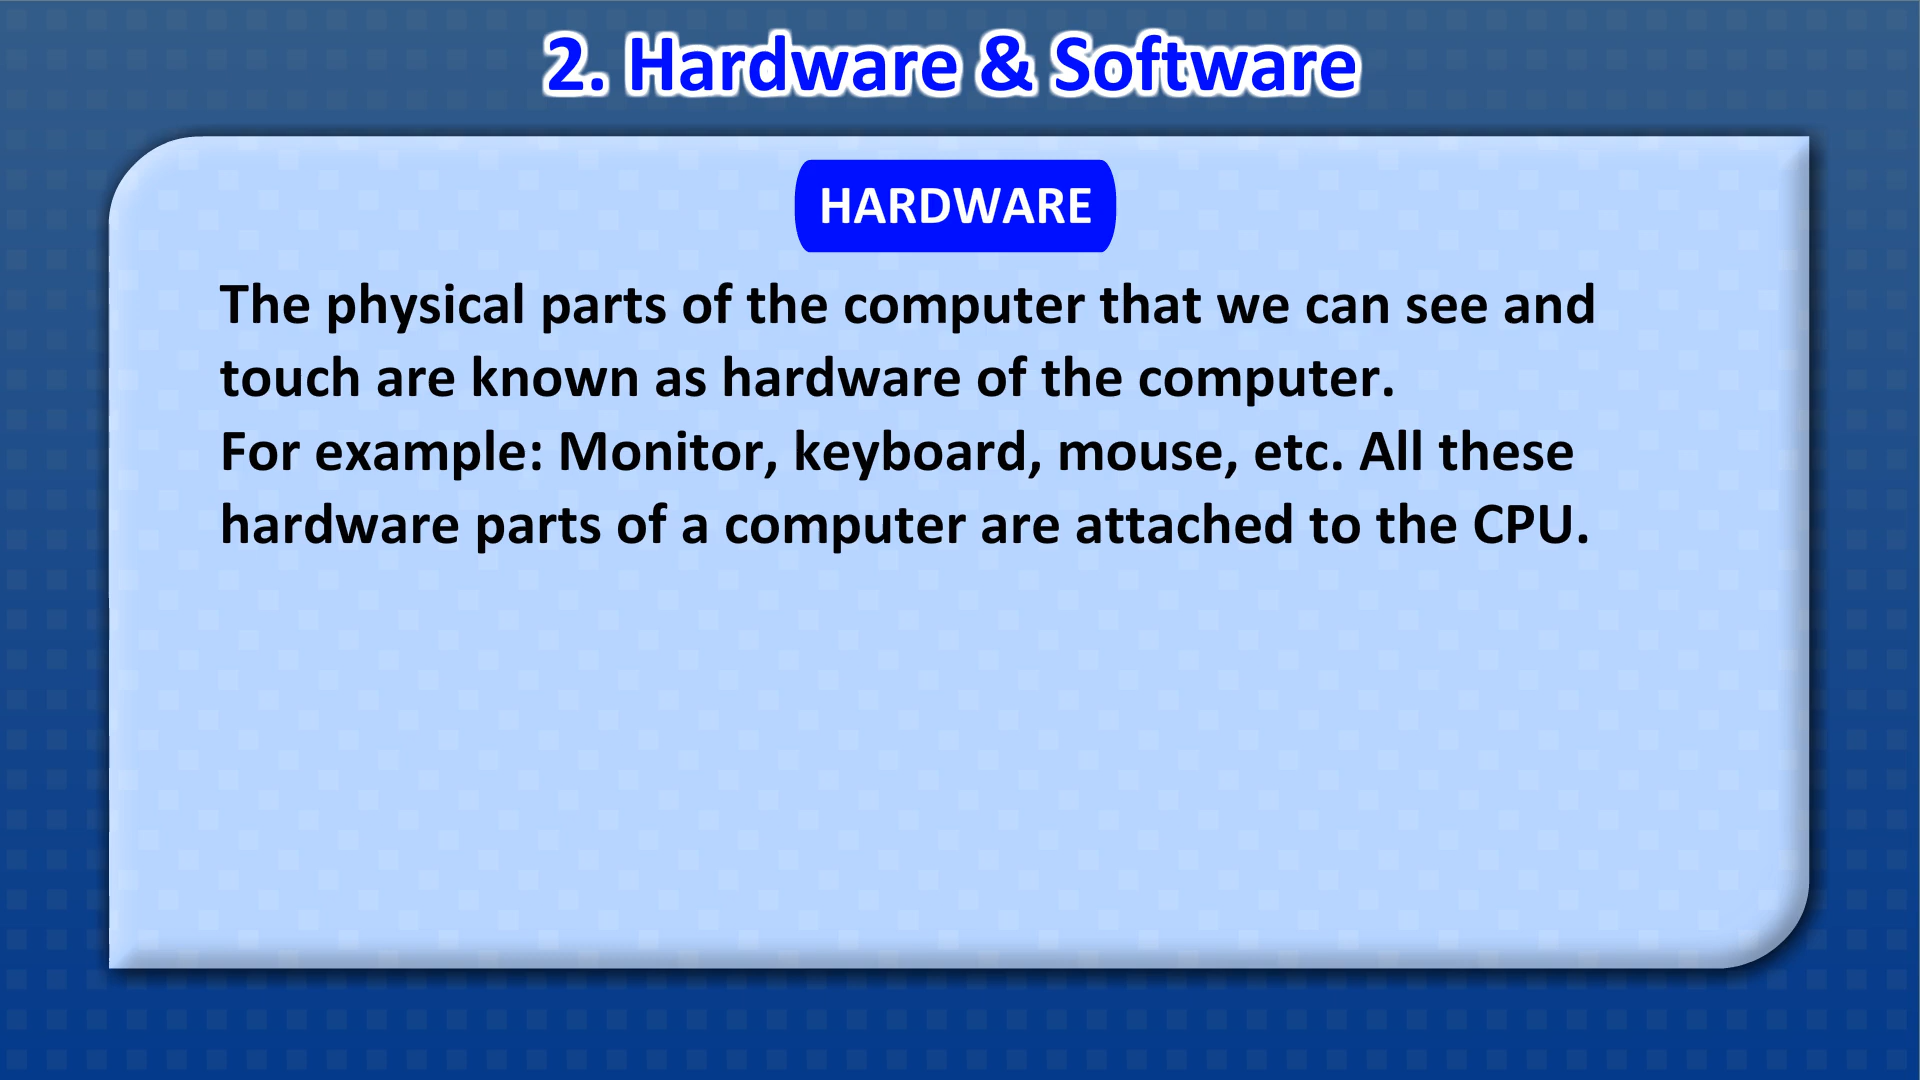 2. Hardware & Software
HARDWARE
The physical parts of the computer that we can see and
touch are known as hardware of the computer.
For example: Monitor, keyboard, mouse, etc. All these
hardware parts of a computer are attached to the CPU.